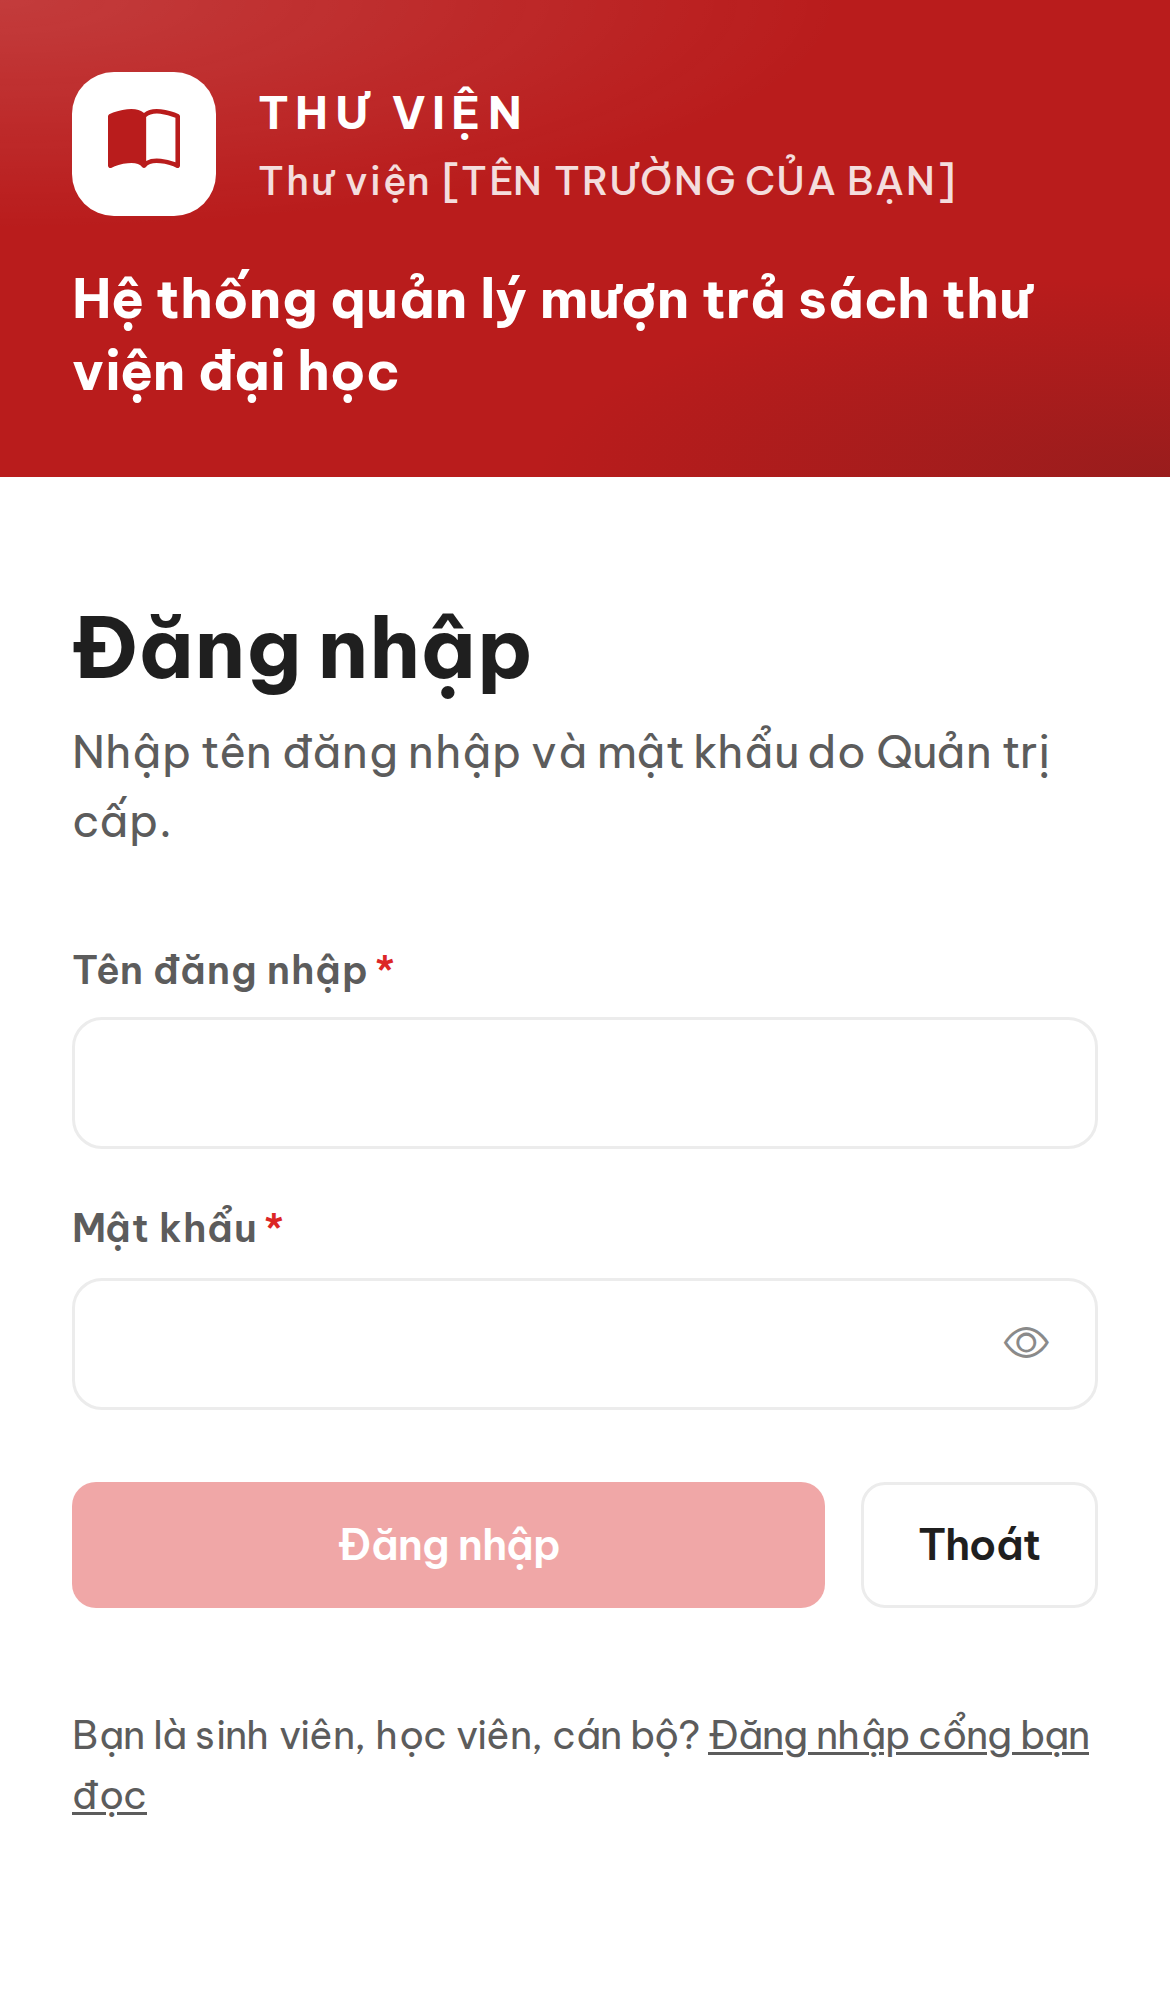 THƯ VIỆN
Thư viện [TÊN TRƯỜNG CỦA BẠN]
Hệ thống quản lý mượn trả sách thư
viện đại học
Đăng nhập
Nhập tên đăng nhập và mật khẩu do Quản trị
cấp.
Tên đăng nhập *
Mật khẩu *
Đăng nhập
Thoát
Bạn là sinh viên, học viên, cán bộ? Đăng nhập cổng bạn
đọc